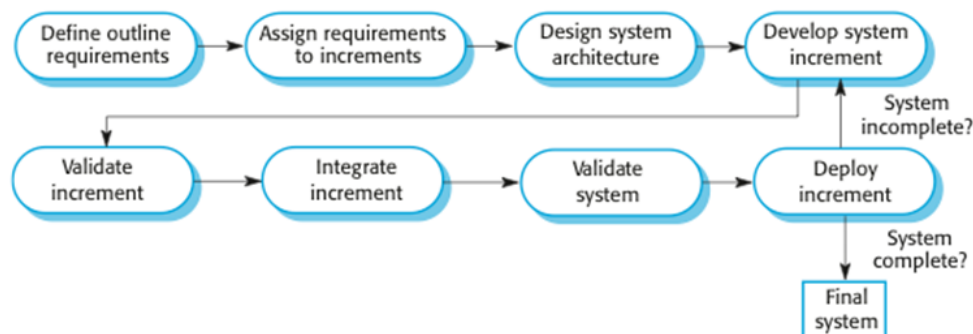 Define outline
requirements
Assign requirements
to increments
Design system
architecture
Develop system
increment
System
incomplete?
Validate
increment
Integrate
increment
Validate
system
Deploy
increment
System
complete?
Final
system